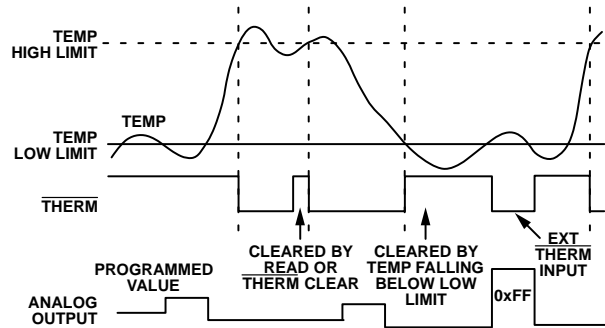 TEMP
HIGH LIMIT
TEMP
TEMP
LOW LIMIT
THERM
CLEARED BY
READ OR
THERM CLEAR
CLEARED BY
TEMP FALLING
BELOW LOW
LIMIT
EXT
THERM
INPUT
PROGRAMMED
VALUE
0xFF
ANALOG
OUTPUT